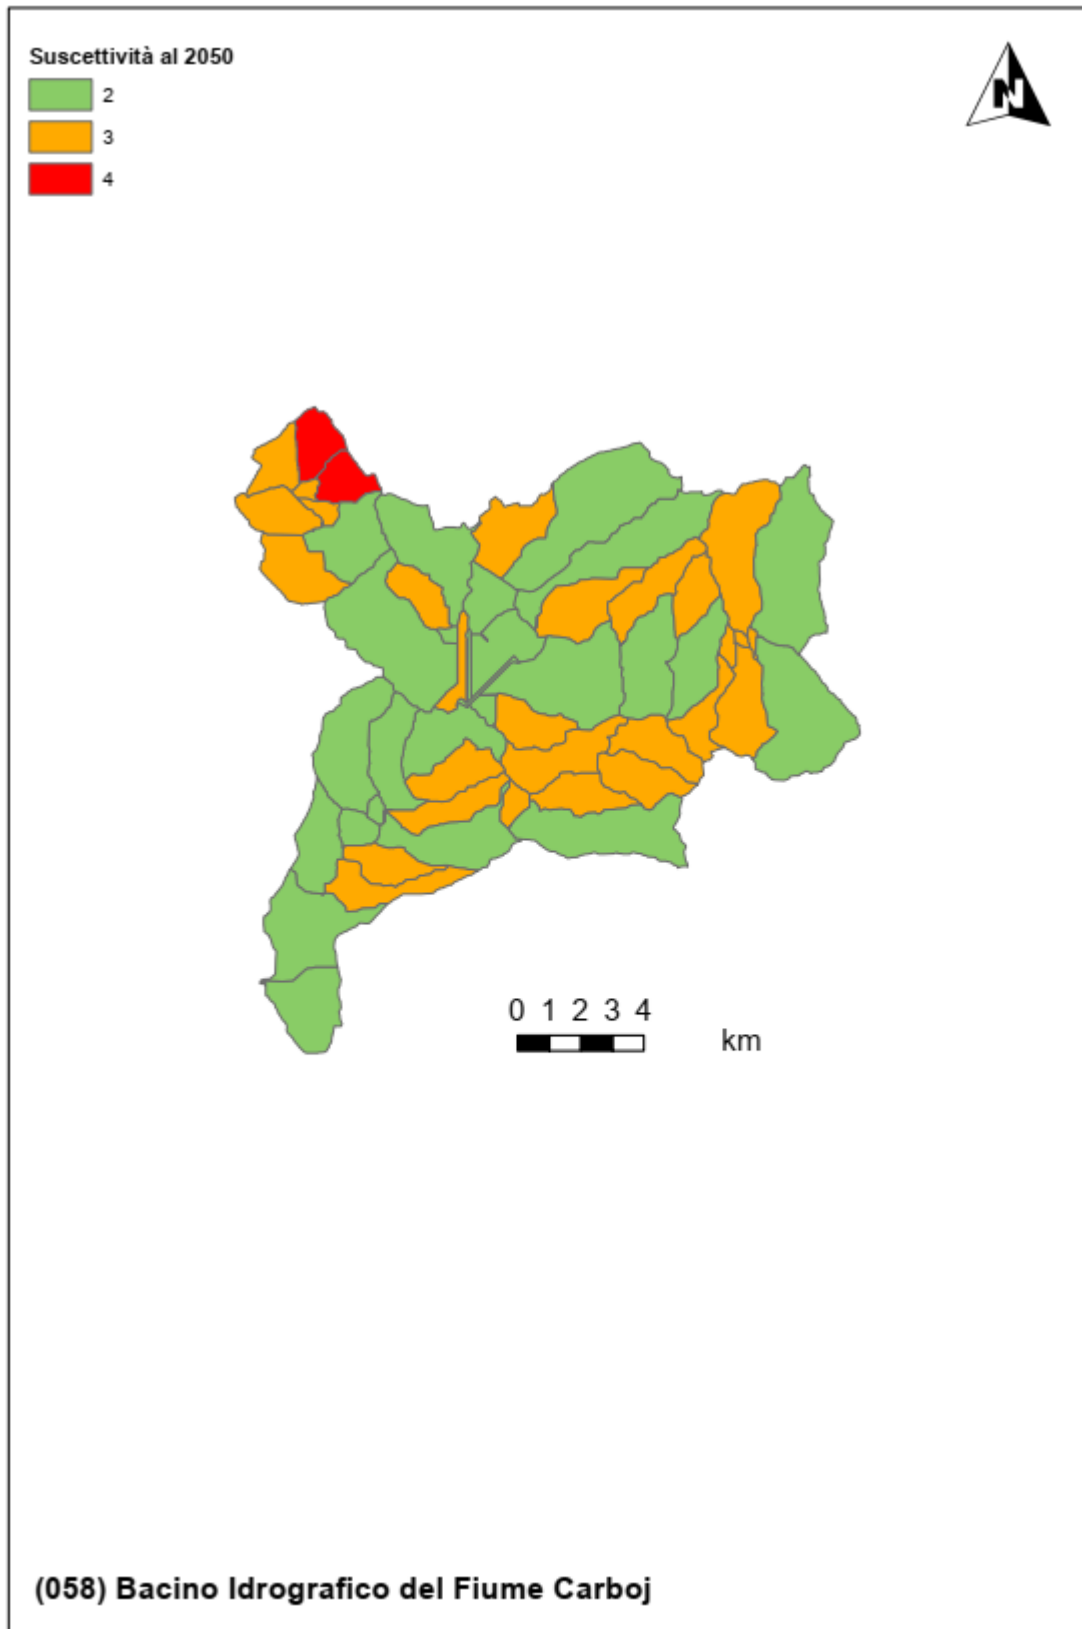 Suscettività al 2050
2
3
4
N
0 1 2 3 4
km
(058) Bacino Idrografico del Fiume Carboj